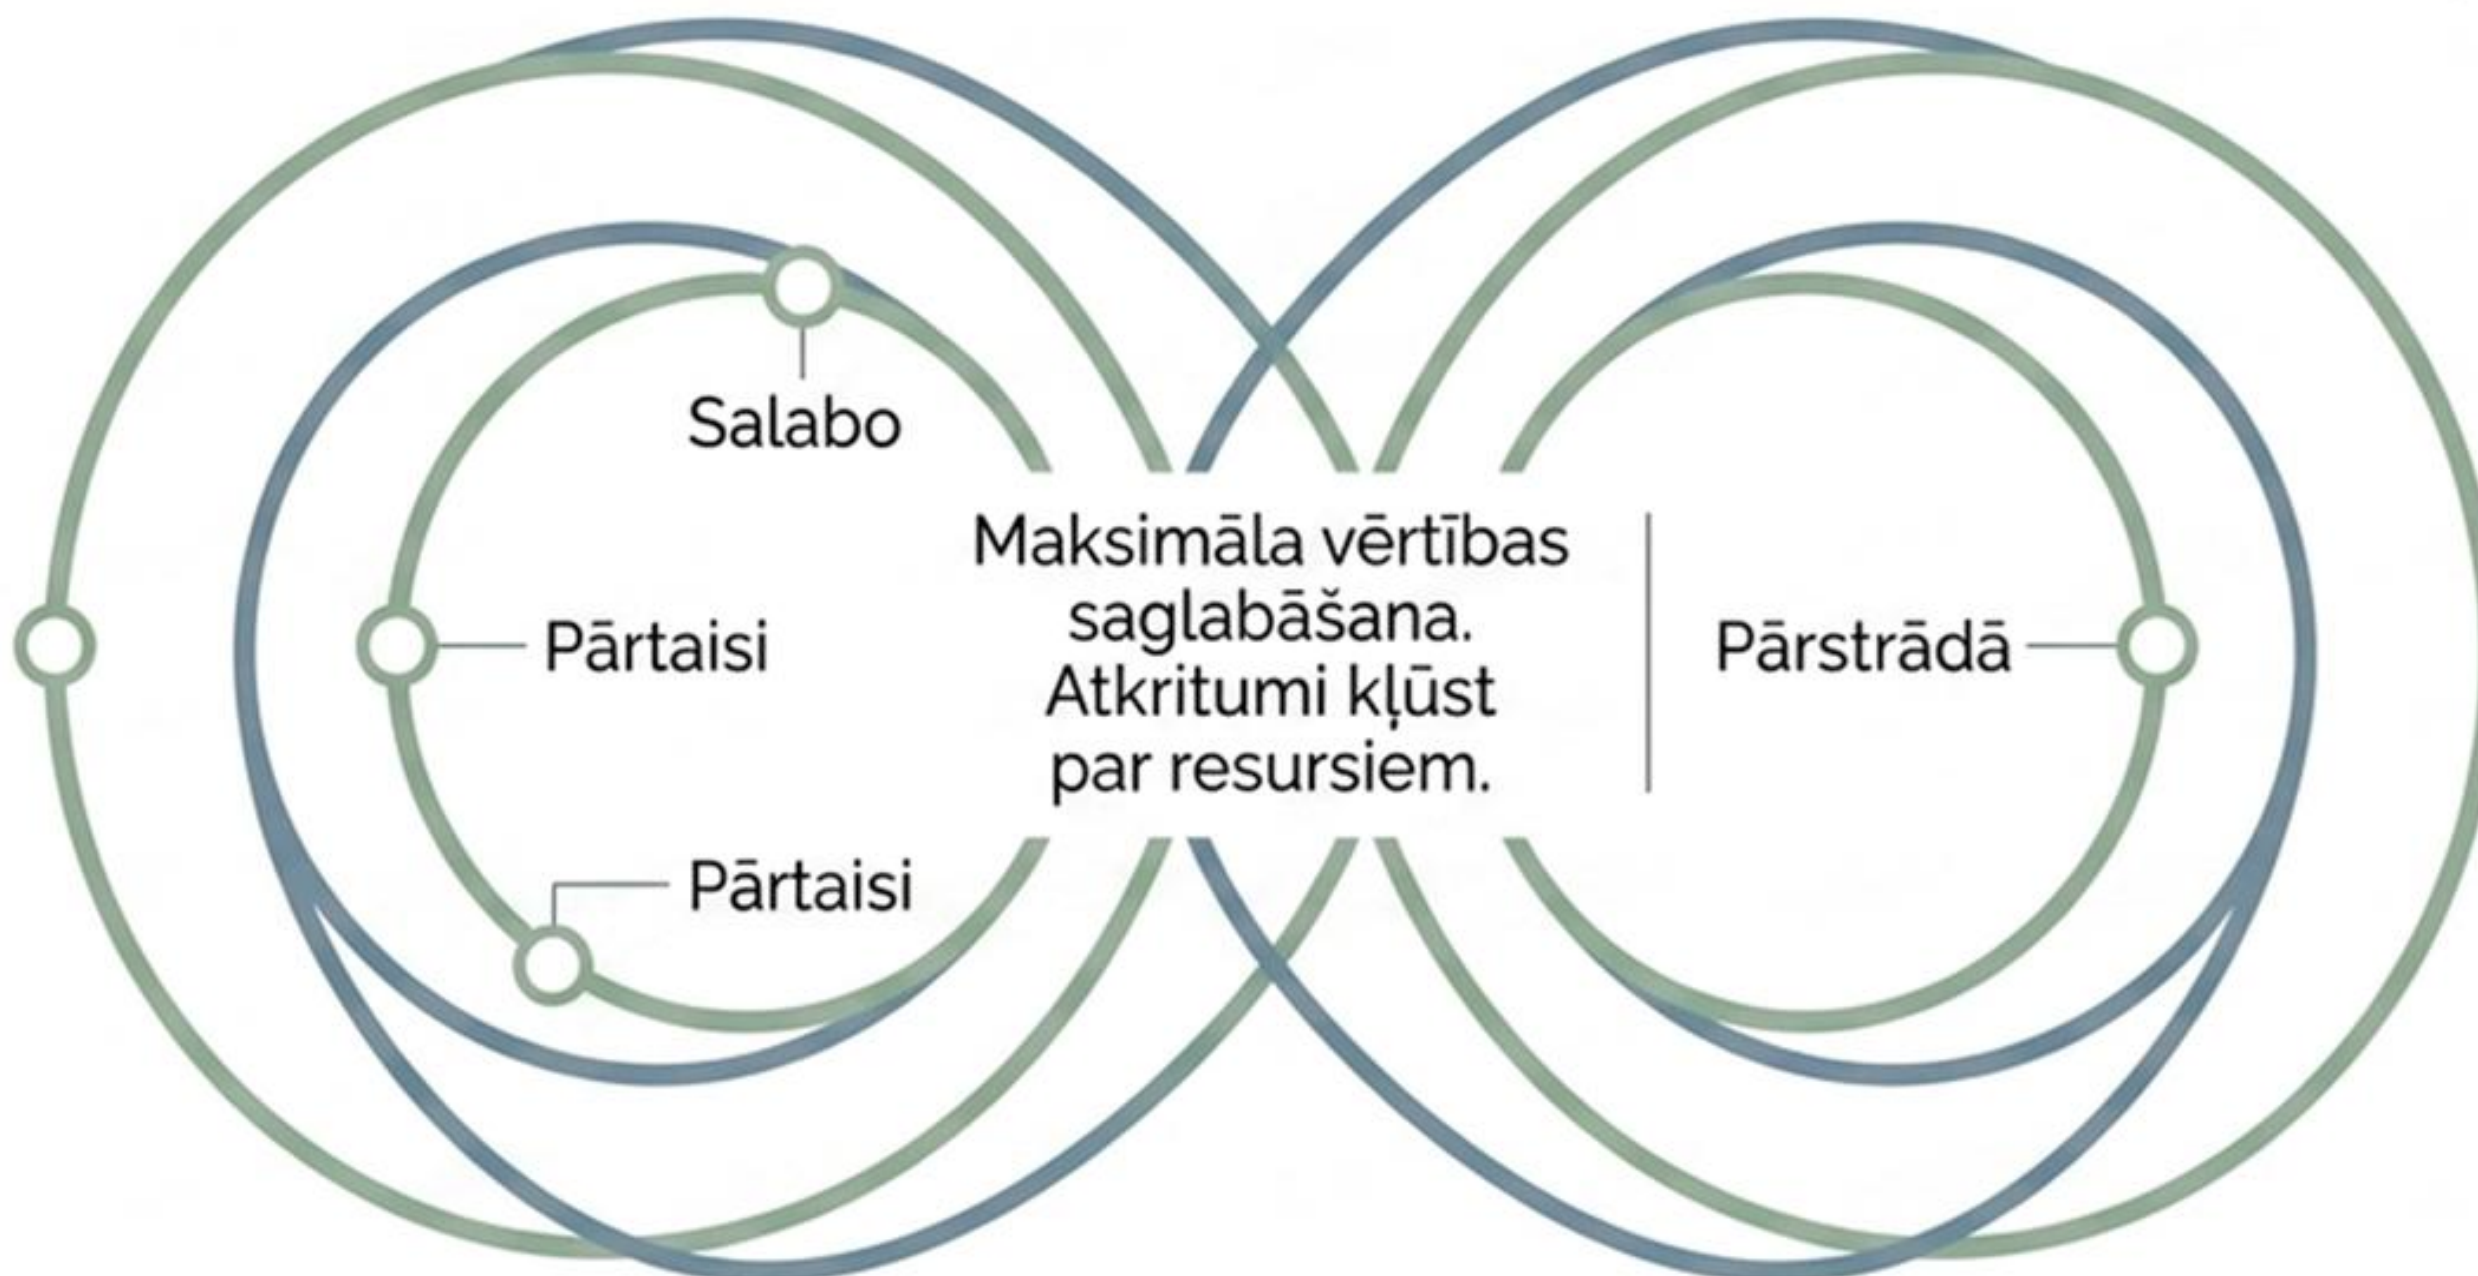 Salabo
Maksimāla vērtības
saglabāšana.
Atkritumi kļūst
par resursiem.
Pārtaisi
Pārstrādā
Pārtaisi